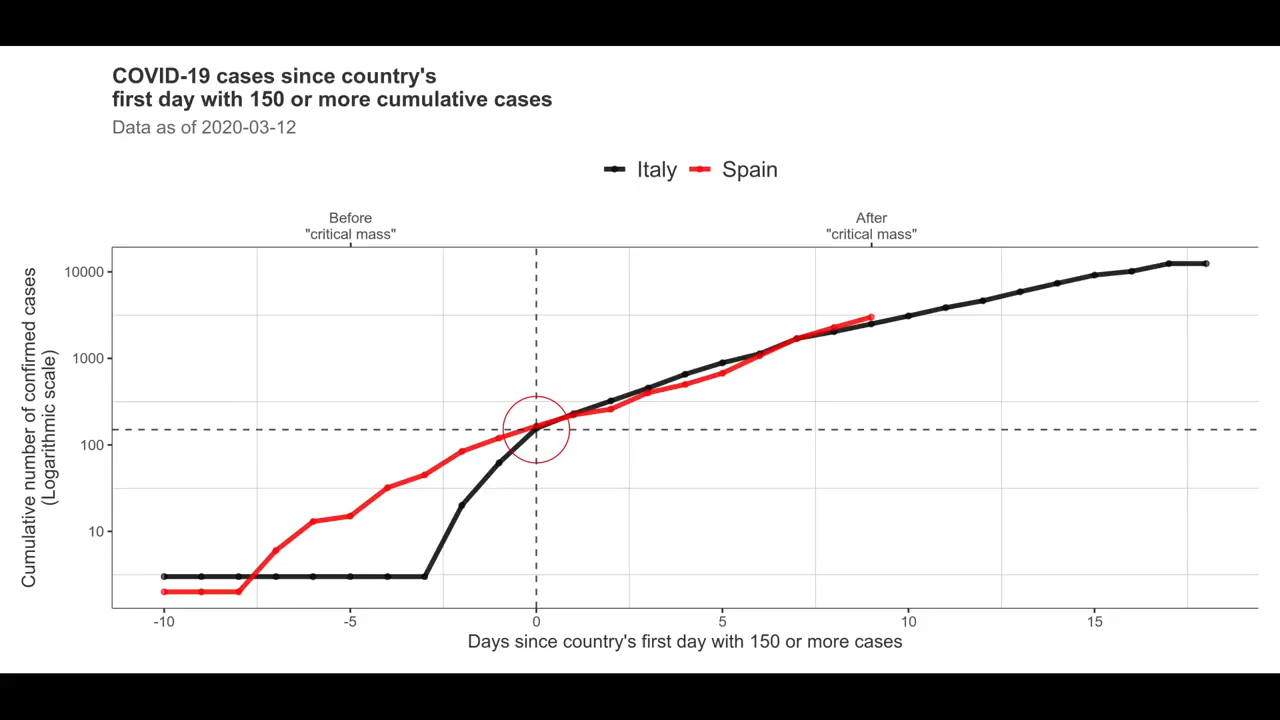 COVID-19 cases since country's
first day with 150 or more cumulative cases
Data as of 2020-03-12
Italy Spain
Before
"critical mass"
After
"critical mass"
Cumulative number of confirmed cases
(Logarithmic scale)
10000
1000
100
10
-10 -5 0 5 10 15
Days since country's first day with 150 or more cases